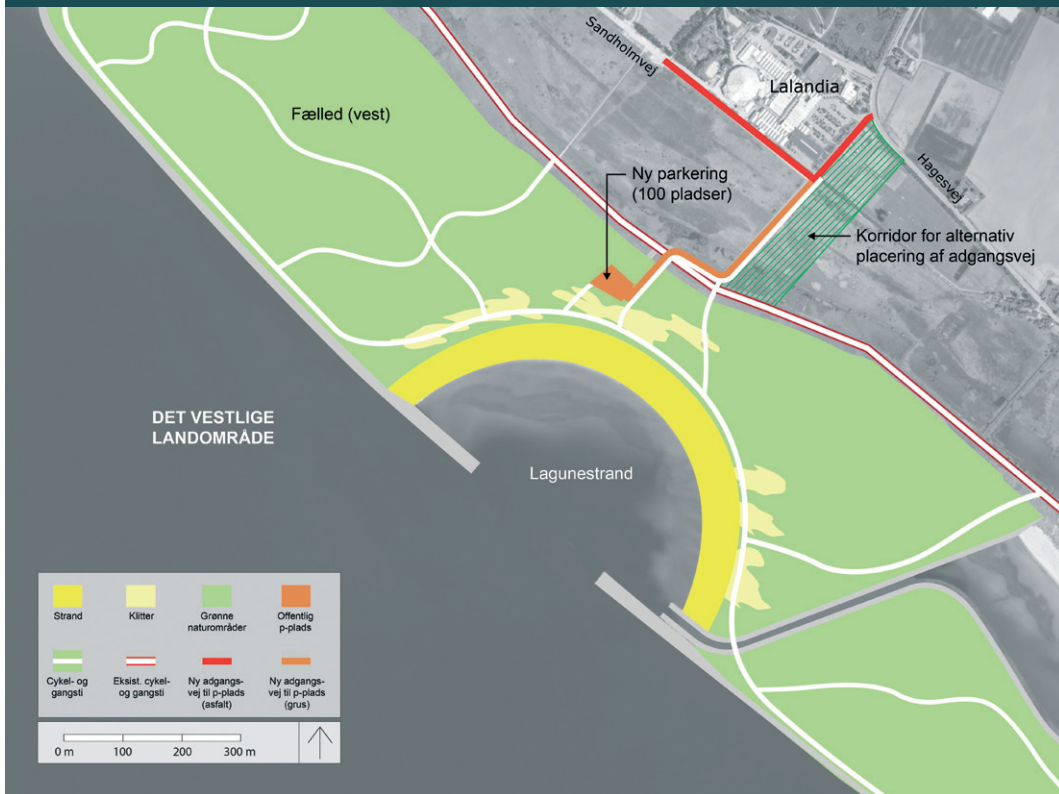 Sandholmvej
Lalandia
Fælled (vest)
Ny parkering
(100 pladser)
Hagesvej
Korridor for alternativ
placering af adgangsvej
DET VESTLIGE
LANDOMRÅDE
Lagunestrand
Strand
Klitter
Grønne
naturområder
Offentlig
p-plads
Cykel- og
gangsti
Eksist. cykel-
og gangsti
Ny adgangs-
vej til p-plads
(asfalt)
Ny adgangs-
vej til p-plads
(grus)
0 m 100 200 300 m